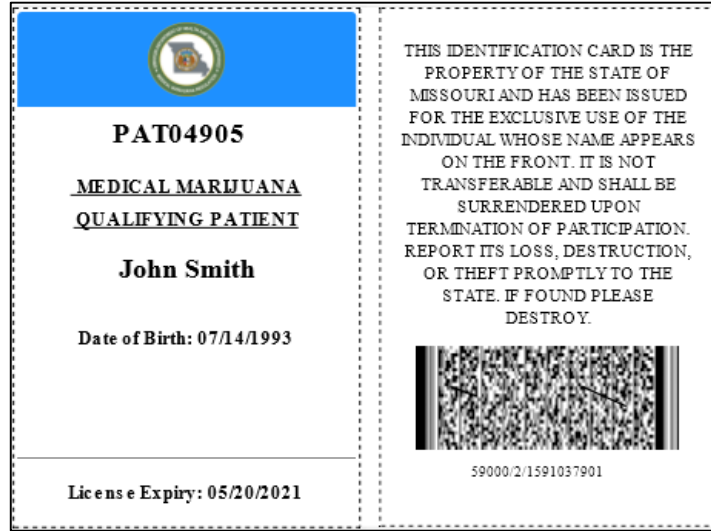 PAT04905
MEDICAL MARIJUANA
QUALIFYING PATIENT
John Smith
Date of Birth: 07/14/1993
License Expiry: 05/20/2021
THIS IDENTIFICATION CARD IS THE
PROPERTY OF THE STATE OF
MISSOURI AND HAS BEEN ISSUED
FOR THE EXCLUSIVE USE OF THE
INDIVIDUAL WHOSE NAME APPEARS
ON THE FRONT. IT IS NOT
TRANSFERABLE AND SHALL BE
SURRENDERED UPON
TERMINATION OF PARTICIPATION.
REPORT ITS LOSS, DESTRUCTION,
OR THEFT PROMPTLY TO THE
STATE. IF FOUND PLEASE
DESTROY.
59000/2/1591037901